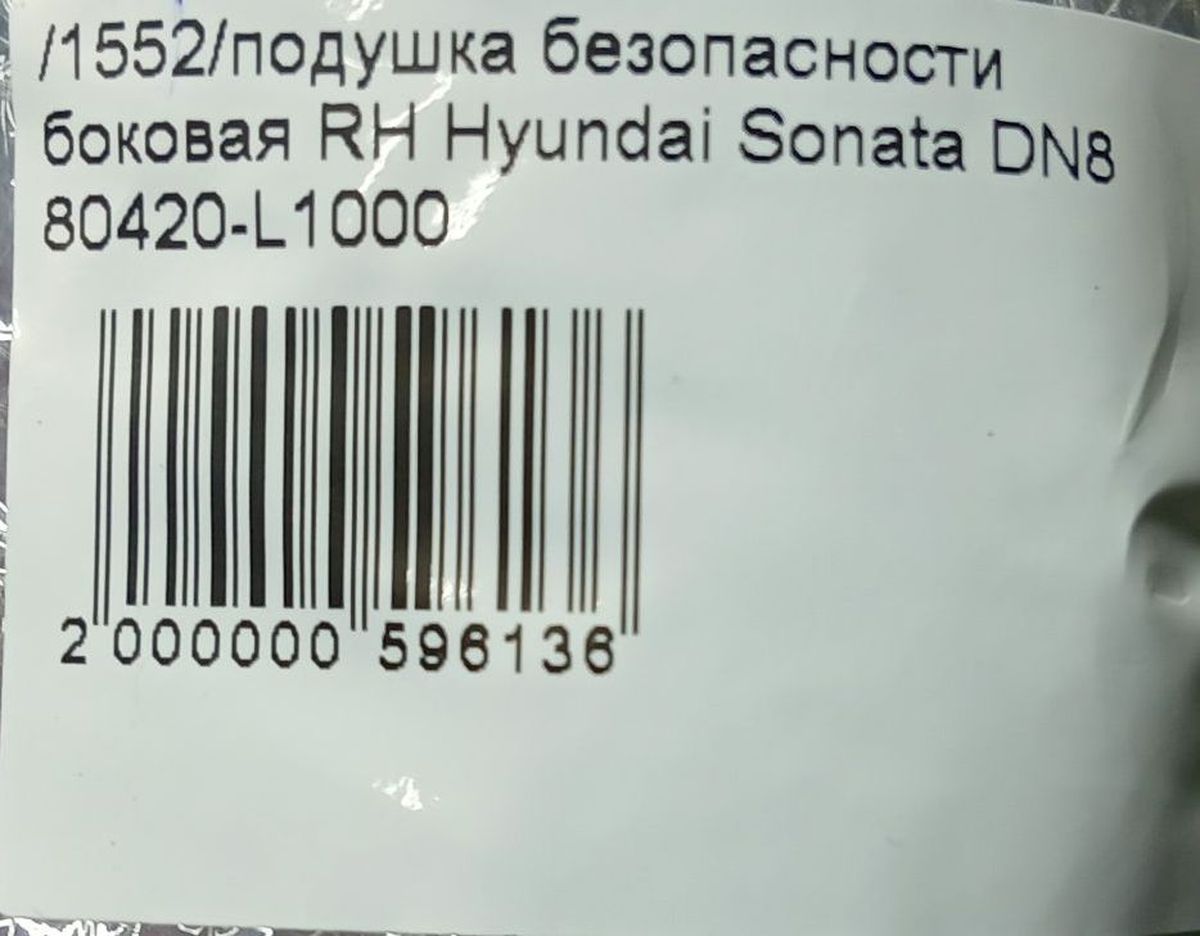 /1552/подушка безопасности
боковая RH Hyundai Sonata DN8
80420-L1000
2 000000 596136